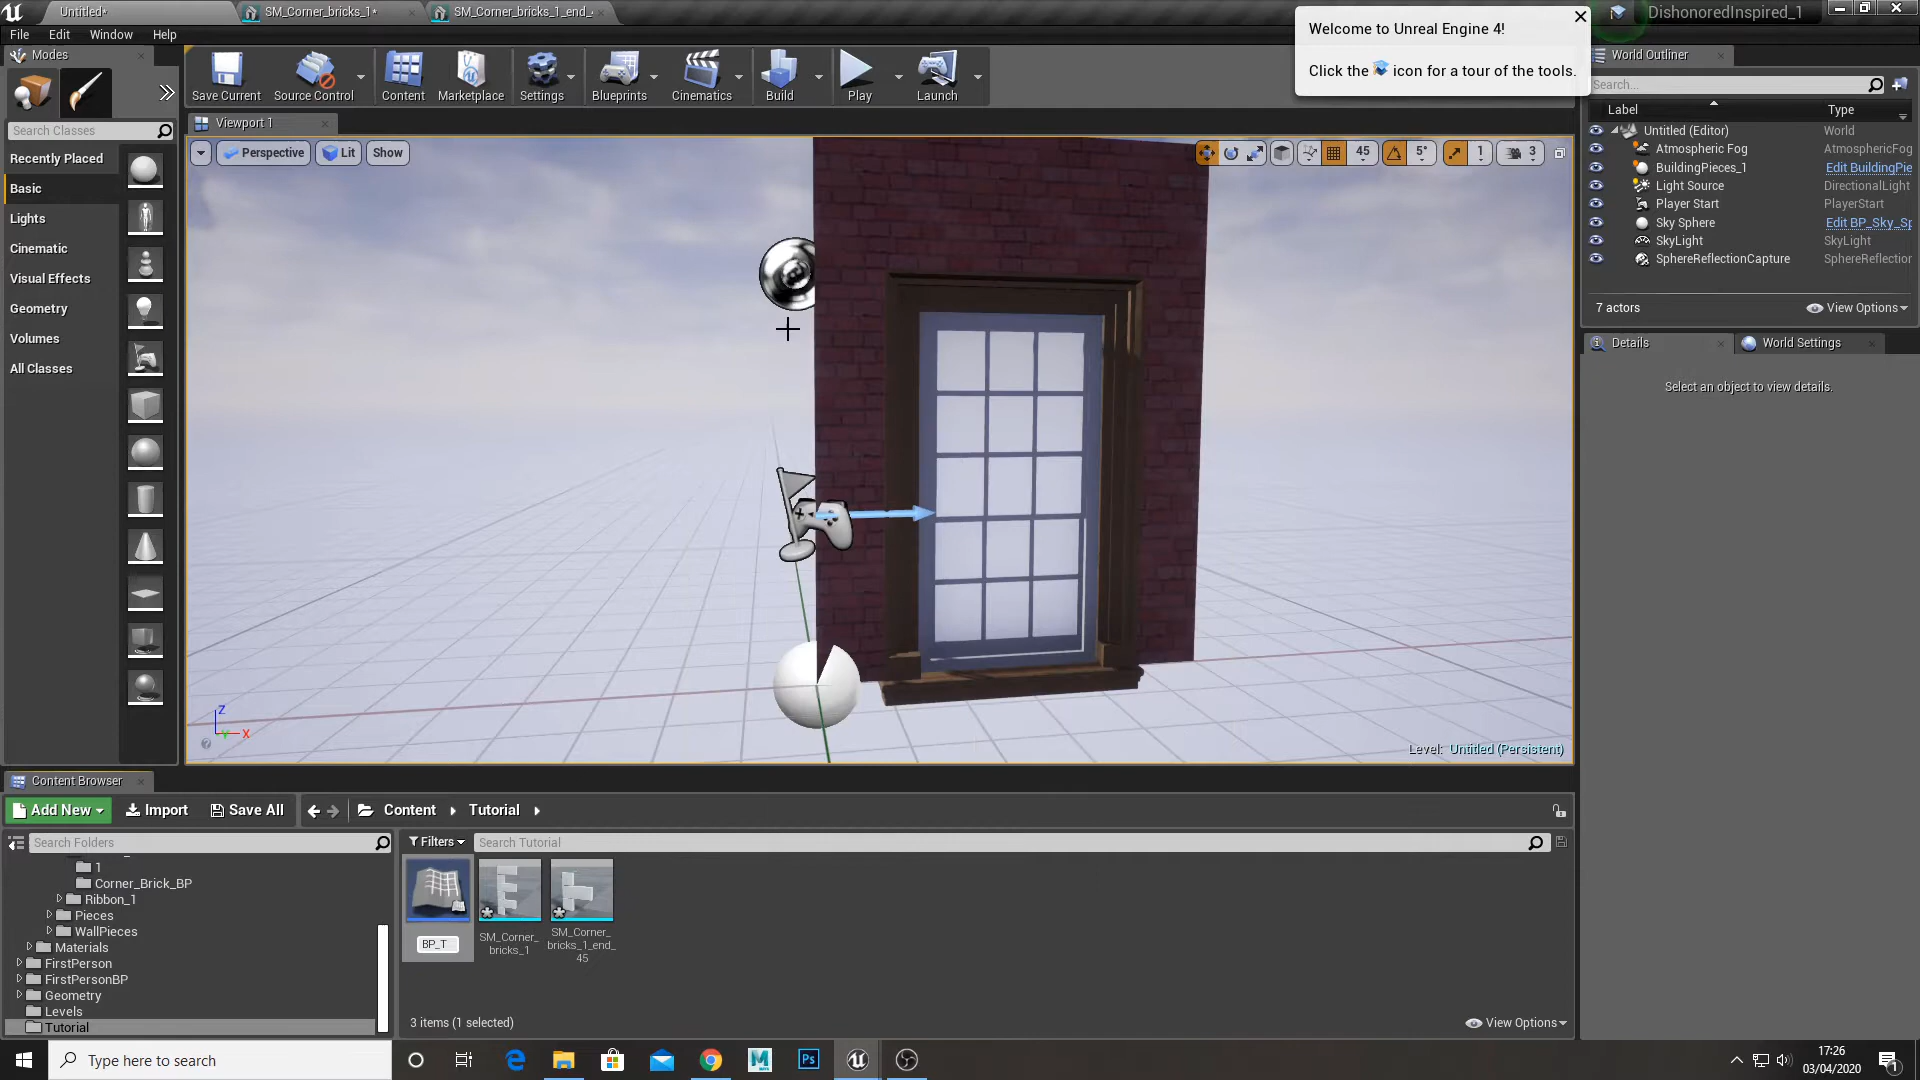 Untitled*
SM_Corner_bricks_1*
SM_Corner_bricks_1_end_
DishonoredInspired_1
File Edit Window Help
Welcome to Unreal Engine 4!
Click the icon for a tour of the tools.
Modes
Save Current
Source Control
Content
Marketplace
Settings
Blueprints
Cinematics
Build
Play
Launch
Search Classes
Recently Placed
Basic
Lights
Cinematic
Visual Effects
Geometry
Volumes
All Classes
Viewport 1
Perspective Lit Show
45 5° 1 3
Z
Y X
Level: Untitled (Persistent)
World Outliner
Search...
Label Type
Untitled (Editor) World
Atmospheric Fog AtmosphericFog
BuildingPieces_1 Edit BuildingPie
Light Source DirectionalLight
Player Start PlayerStart
Sky Sphere Edit BP_Sky_Sp
SkyLight SkyLight
SphereReflectionCapture SphereReflection
7 actors View Options
Details World Settings
Select an object to view details.
Content Browser
Add New Import Save All Content Tutorial
Search Folders
1
Corner_Brick_BP
Ribbon_1
Pieces
WallPieces
Materials
FirstPerson
FirstPersonBP
Geometry
Levels
Tutorial
Filters Search Tutorial
BP_T
SM_Corner_
bricks_1
SM_Corner_
bricks_1_end_
45
3 items (1 selected) View Options
Type here to search
Ps
17:26
03/04/2020
1